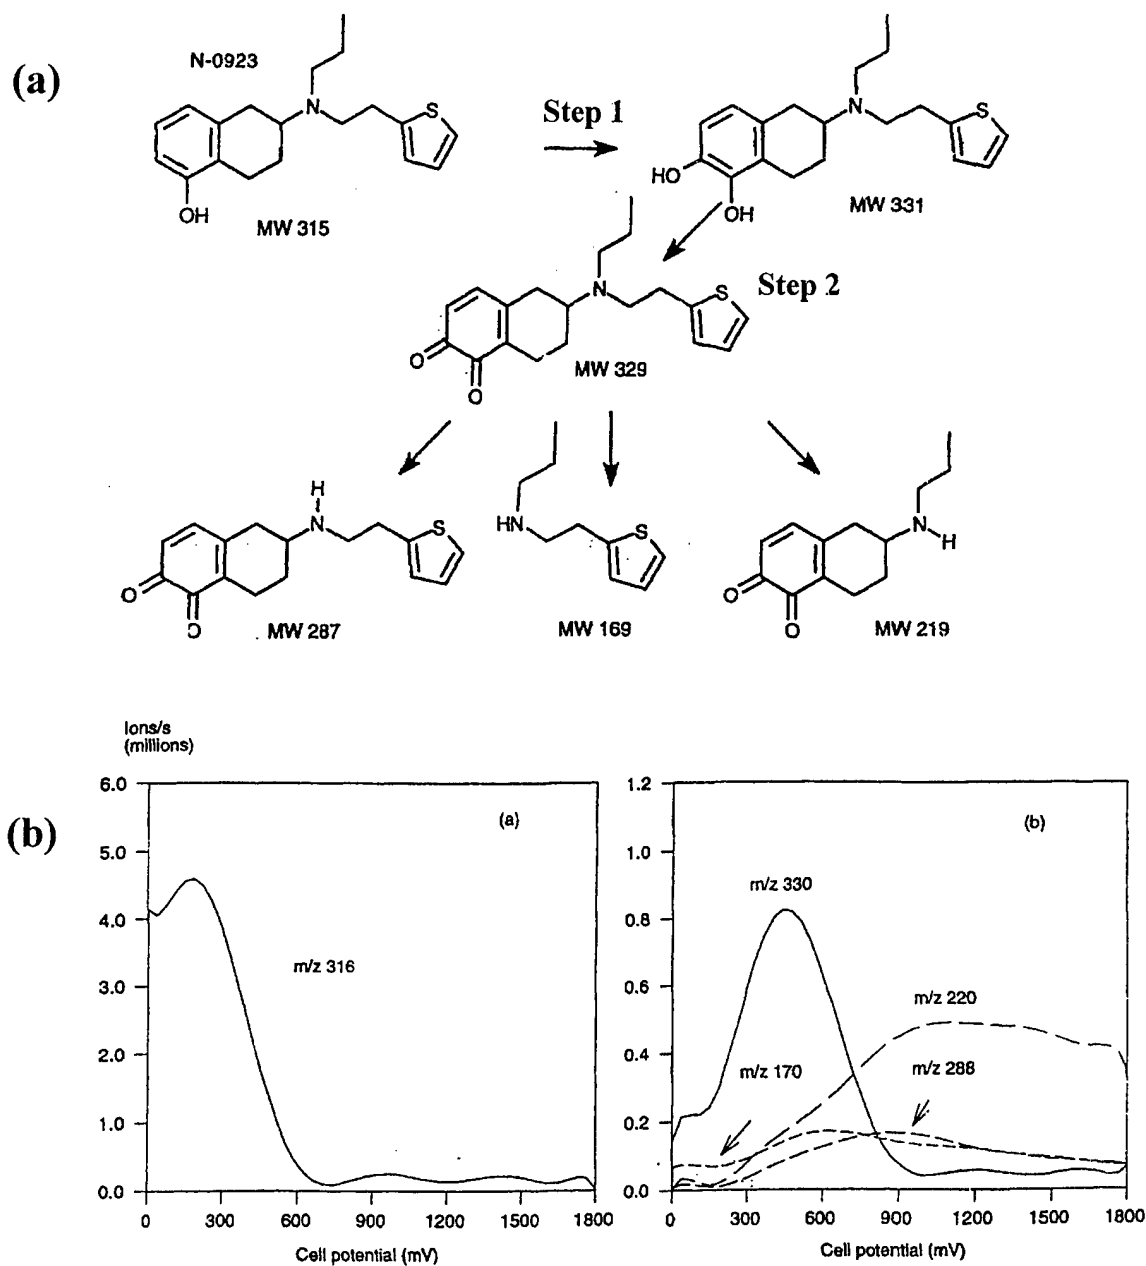 (a)
N-0923
N
S
OH
MW 315
Step 1
N
S
HO
OH
MW 331
Step 2
N
S
O
O
MW 329
H
N
S
O
O
MW 287
HN
S
MW 169
N
H
O
O
MW 219
(b)
Ions/s
(millions)
6.0
5.0
4.0
3.0
2.0
1.0
0.0
(a)
m/z 316
0 300 600 900 1200 1500 1800
Cell potential (mV)
1.2
1.0
0.8
0.6
0.4
0.2
0.0
(b)
m/z 330
m/z 220
m/z 170
m/z 288
0 300 600 900 1200 1500 1800
Cell potential (mV)